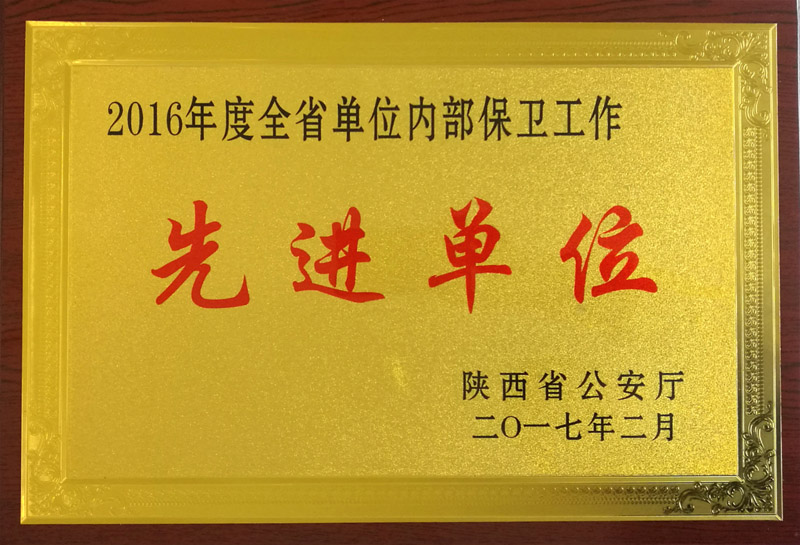 2016年度全省单位内部保卫工作
先进单位
陕西省公安厅
二〇一七年二月